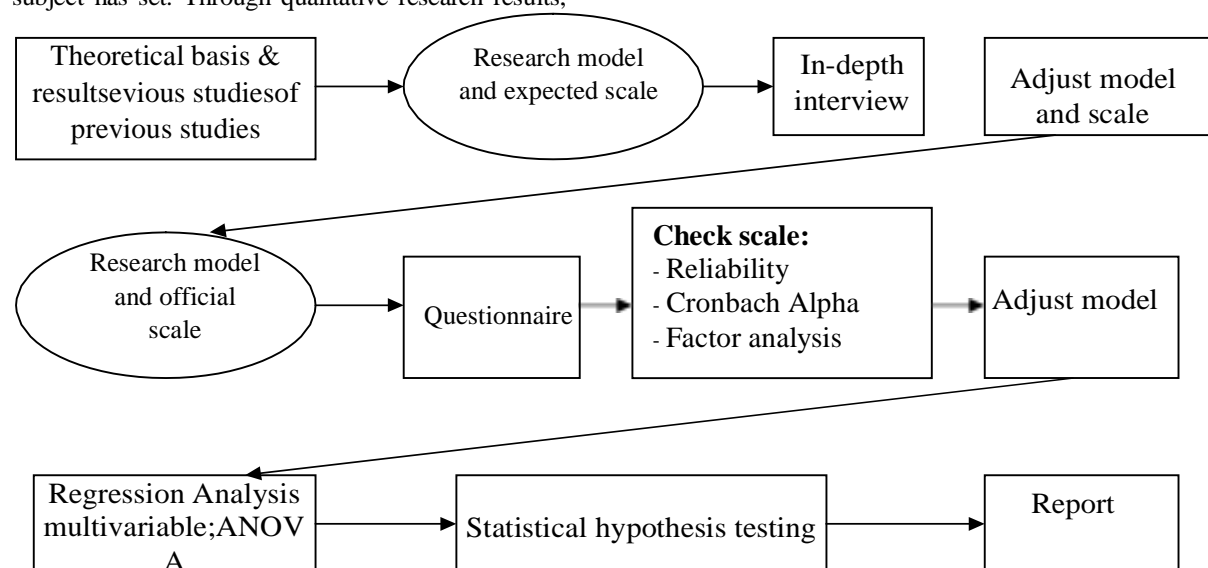 subject has set. Through qualitative research results,
Theoretical basis &
resultsevious studiesof
previous studies
Research model
and expected scale
In-depth
interview
Adjust model
and scale
Research model
and official
scale
Questionnaire
Check scale:
- Reliability
- Cronbach Alpha
- Factor analysis
Adjust model
Regression Analysis
multivariable;ANOV
A
Statistical hypothesis testing
Report